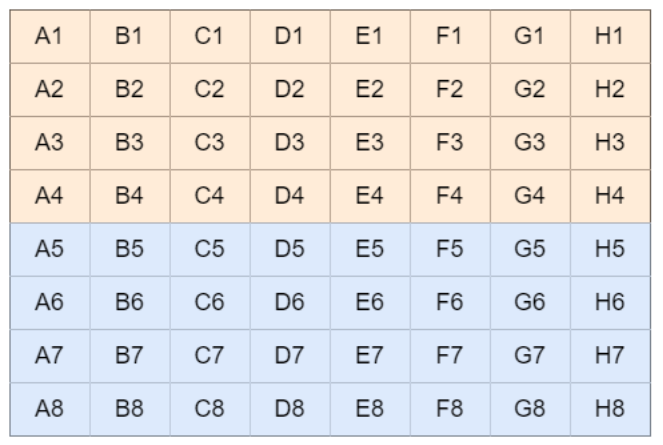 A1 B1 C1 D1 E1 F1 G1 H1
A2 B2 C2 D2 E2 F2 G2 H2
A3 B3 C3 D3 E3 F3 G3 H3
A4 B4 C4 D4 E4 F4 G4 H4
A5 B5 C5 D5 E5 F5 G5 H5
A6 B6 C6 D6 E6 F6 G6 H6
A7 B7 C7 D7 E7 F7 G7 H7
A8 B8 C8 D8 E8 F8 G8 H8